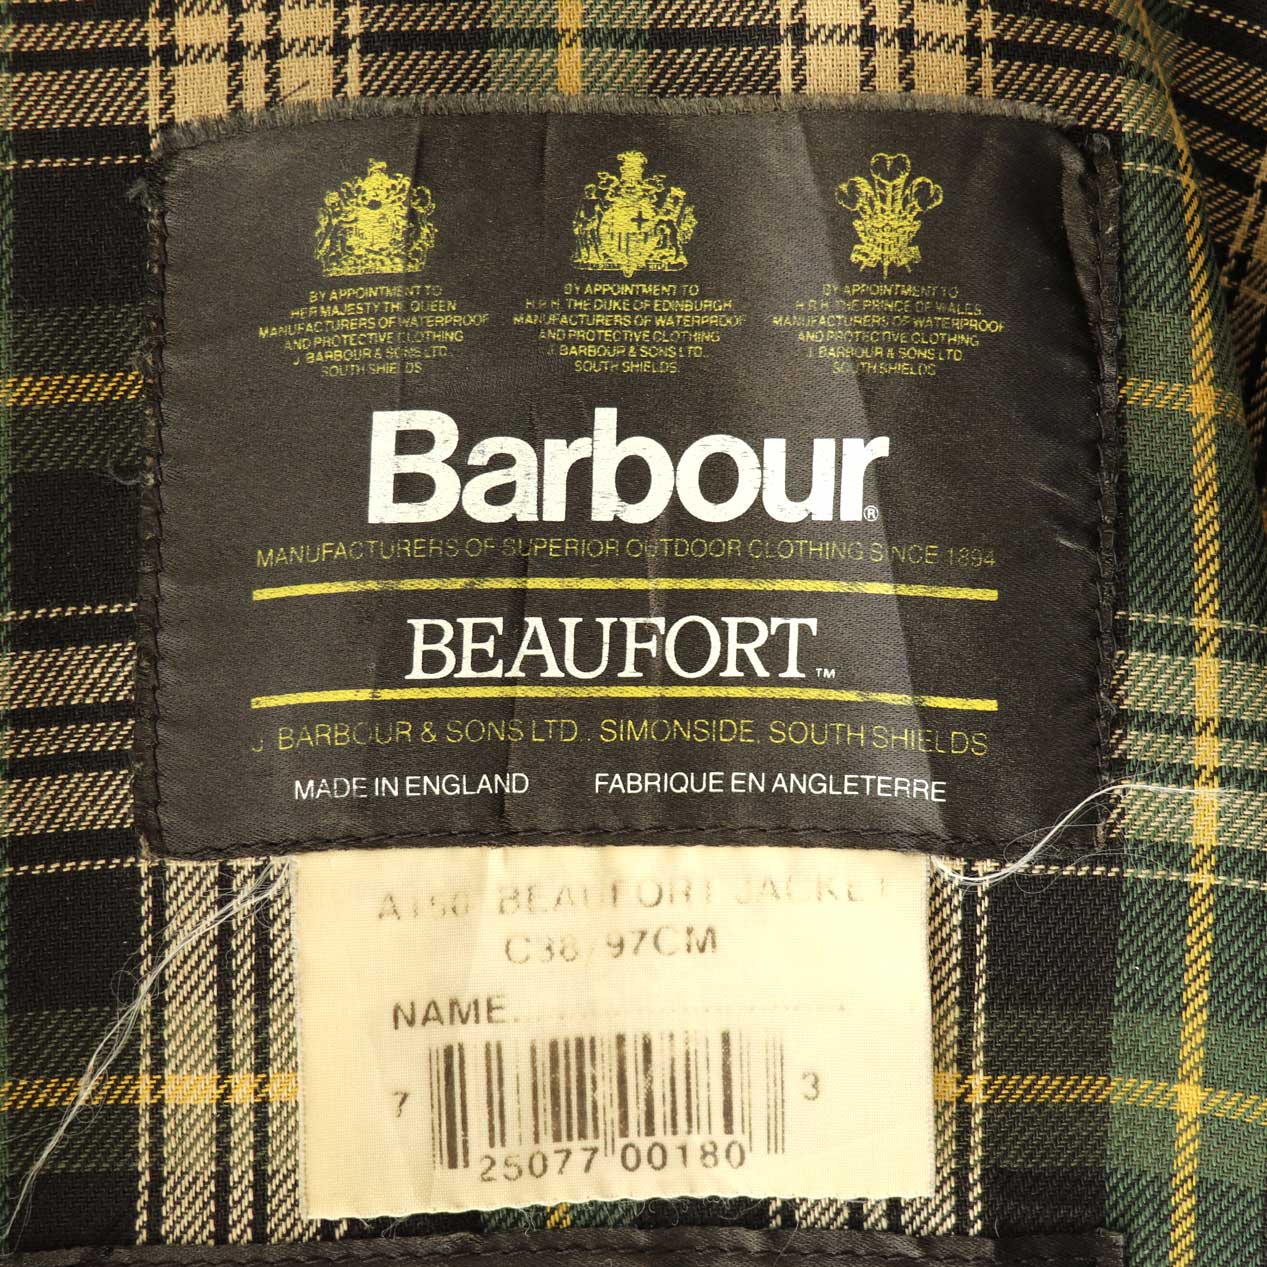 BY APPOINTMENT TO
HER MAJESTY THE QUEEN
MANUFACTURERS OF WATERPROOF
AND PROTECTIVE CLOTHING
J. BARBOUR & SONS LTD.
SOUTH SHIELDS
BY APPOINTMENT TO
H.R.H. THE DUKE OF EDINBURGH
MANUFACTURERS OF WATERPROOF
AND PROTECTIVE CLOTHING
J. BARBOUR & SONS LTD.
SOUTH SHIELDS
BY APPOINTMENT TO
H.R.H. THE PRINCE OF WALES
MANUFACTURERS OF WATERPROOF
AND PROTECTIVE CLOTHING
J. BARBOUR & SONS LTD
SOUTH SHIELDS
Barbour®
MANUFACTURERS OF SUPERIOR OUTDOOR CLOTHING SINCE 1894
BEAUFORT™
J. BARBOUR & SONS LTD., SIMONSIDE, SOUTH SHIELDS
MADE IN ENGLAND FABRIQUE EN ANGLETERRE
A150 BEAUFORT JACKET
C38/97CM
NAME....................
7 25077 00180 3